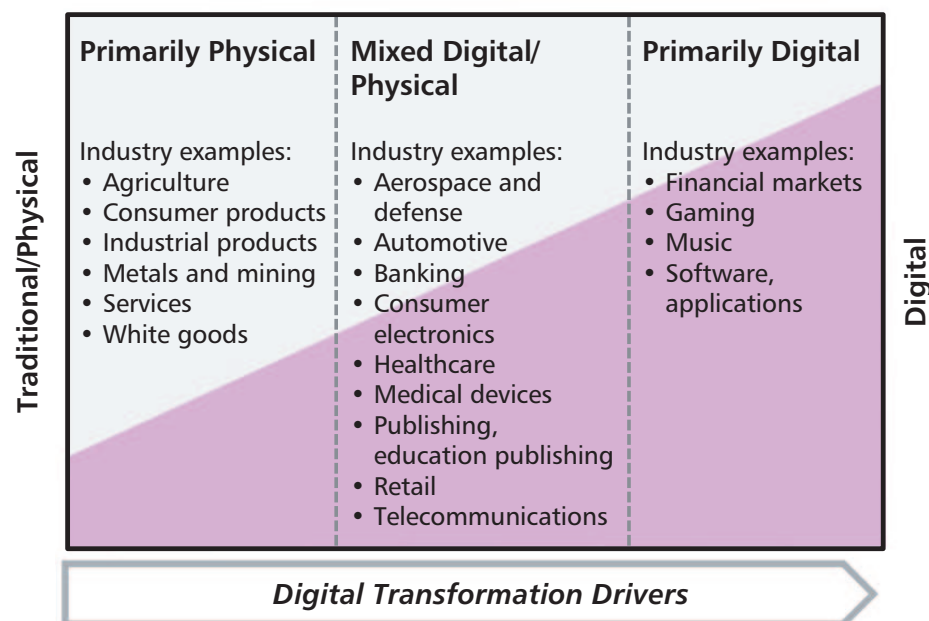 Traditional/Physical
Primarily Physical
Industry examples:
• Agriculture
• Consumer products
• Industrial products
• Metals and mining
• Services
• White goods
Mixed Digital/
Physical
Industry examples:
• Aerospace and
defense
• Automotive
• Banking
• Consumer
electronics
• Healthcare
• Medical devices
• Publishing,
education publishing
• Retail
• Telecommunications
Primarily Digital
Industry examples:
• Financial markets
• Gaming
• Music
• Software,
applications
Digital
Digital Transformation Drivers